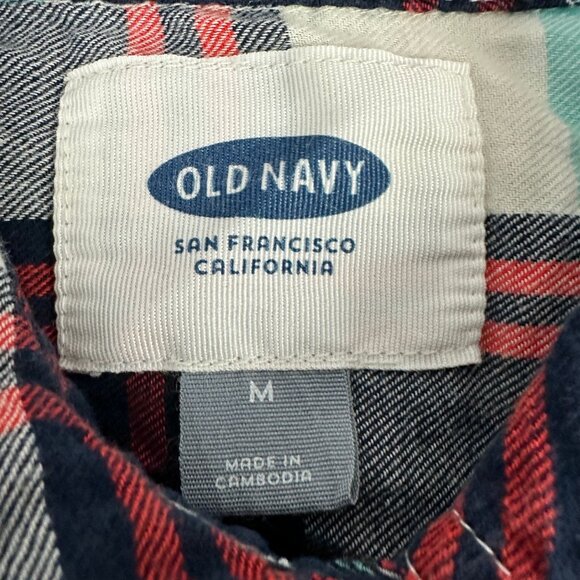 OLD NAVY
SAN FRANCISCO
CALIFORNIA
M
MADE IN
CAMBODIA